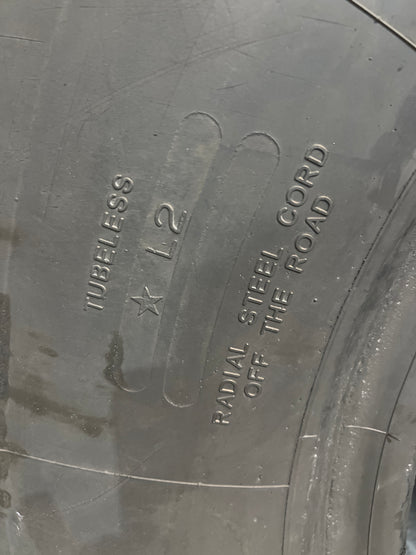 TUBELESS
☆ L2
RADIAL STEEL CORD
OFF THE ROAD